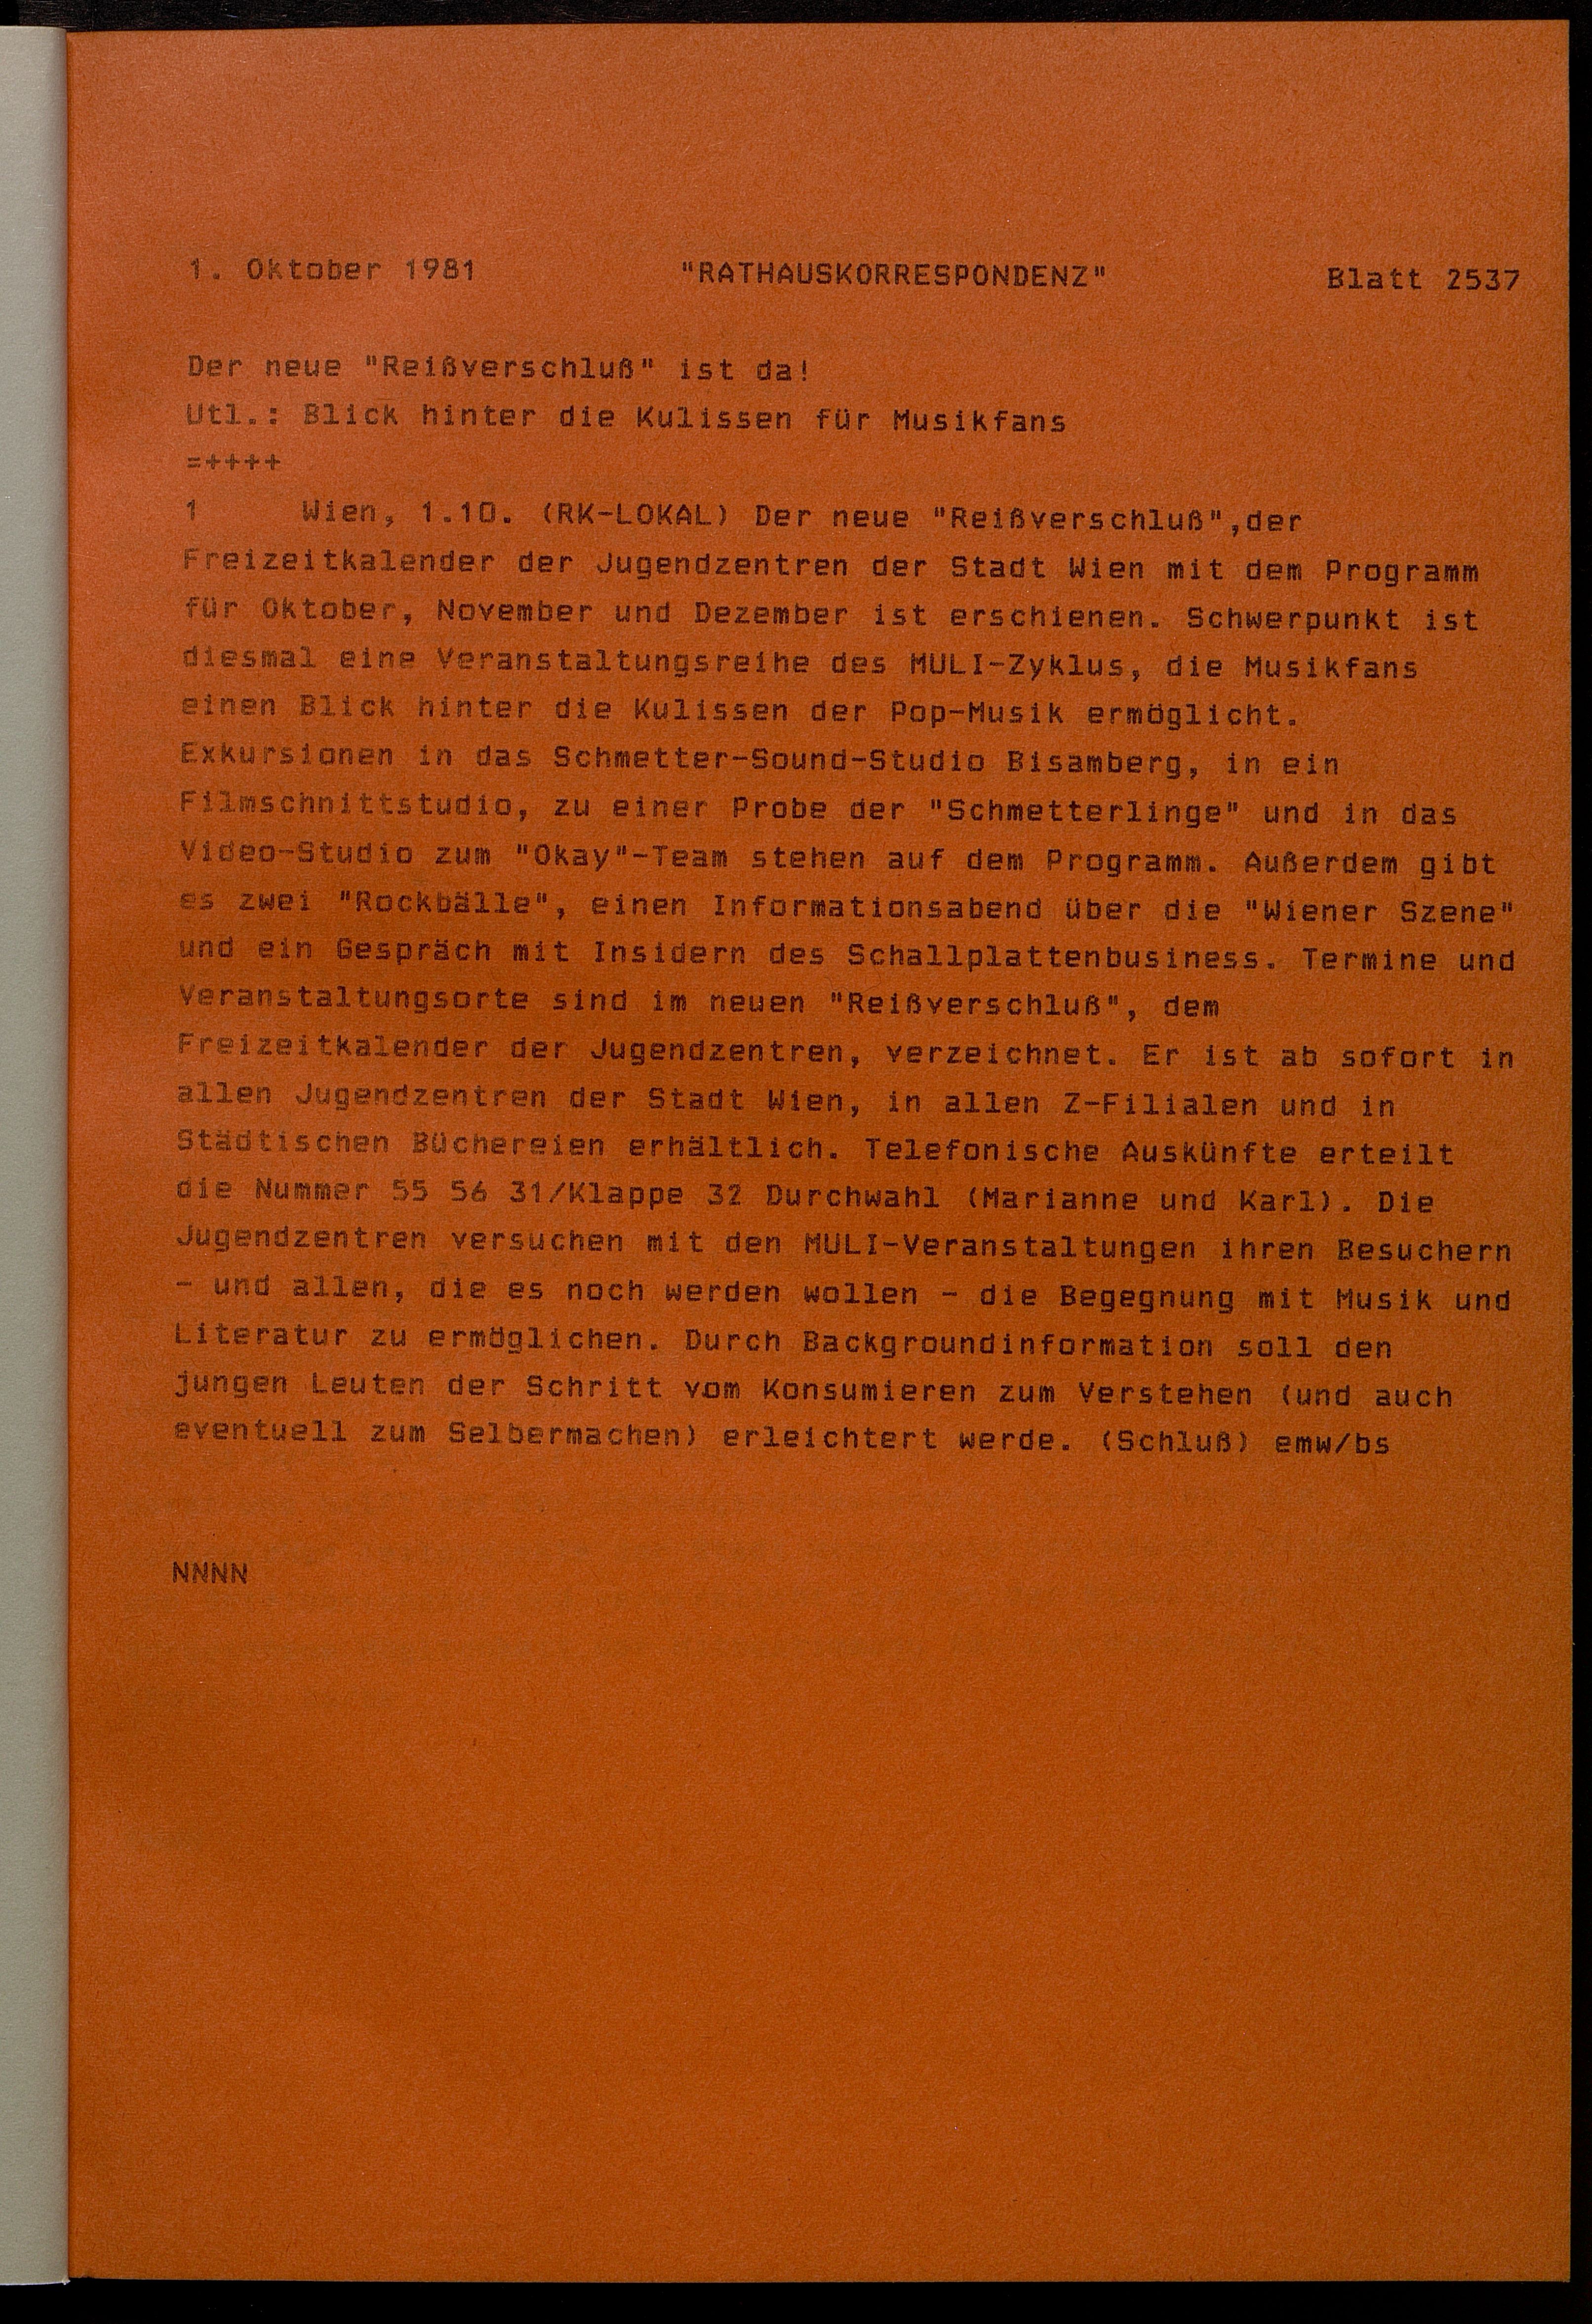 1. Oktober 1981 "RATHAUSKORRESPONDENZ" Blatt 2537
Der neue "Reißverschluß" ist da!
Utl.: Blick hinter die Kulissen für Musikfans
=++++
1 Wien, 1.10. (RK-LOKAL) Der neue "Reißverschluß",der
Freizeitkalender der Jugendzentren der Stadt Wien mit dem Programm
für Oktober, November und Dezember ist erschienen. Schwerpunkt ist
diesmal eine Veranstaltungsreihe des MULI-Zyklus, die Musikfans
einen Blick hinter die Kulissen der Pop-Musik ermöglicht.
Exkursionen in das Schmetter-Sound-Studio Bisamberg, in ein
Filmschnittstudio, zu einer Probe der "Schmetterlinge" und in das
Video-Studio zum "Okay"-Team stehen auf dem Programm. Außerdem gibt
es zwei "Rockbälle", einen Informationsabend über die "Wiener Szene"
und ein Gespräch mit Insidern des Schallplattenbusiness. Termine und
Veranstaltungsorte sind im neuen "Reißverschluß", dem
Freizeitkalender der Jugendzentren, verzeichnet. Er ist ab sofort in
allen Jugendzentren der Stadt Wien, in allen Z-Filialen und in
Städtischen Büchereien erhältlich. Telefonische Auskünfte erteilt
die Nummer 55 56 31/Klappe 32 Durchwahl (Marianne und Karl). Die
Jugendzentren versuchen mit den MULI-Veranstaltungen ihren Besuchern
- und allen, die es noch werden wollen - die Begegnung mit Musik und
Literatur zu ermöglichen. Durch Backgroundinformation soll den
jungen Leuten der Schritt vom Konsumieren zum Verstehen (und auch
eventuell zum Selbermachen) erleichtert werde. (Schluß) emw/bs
NNNN